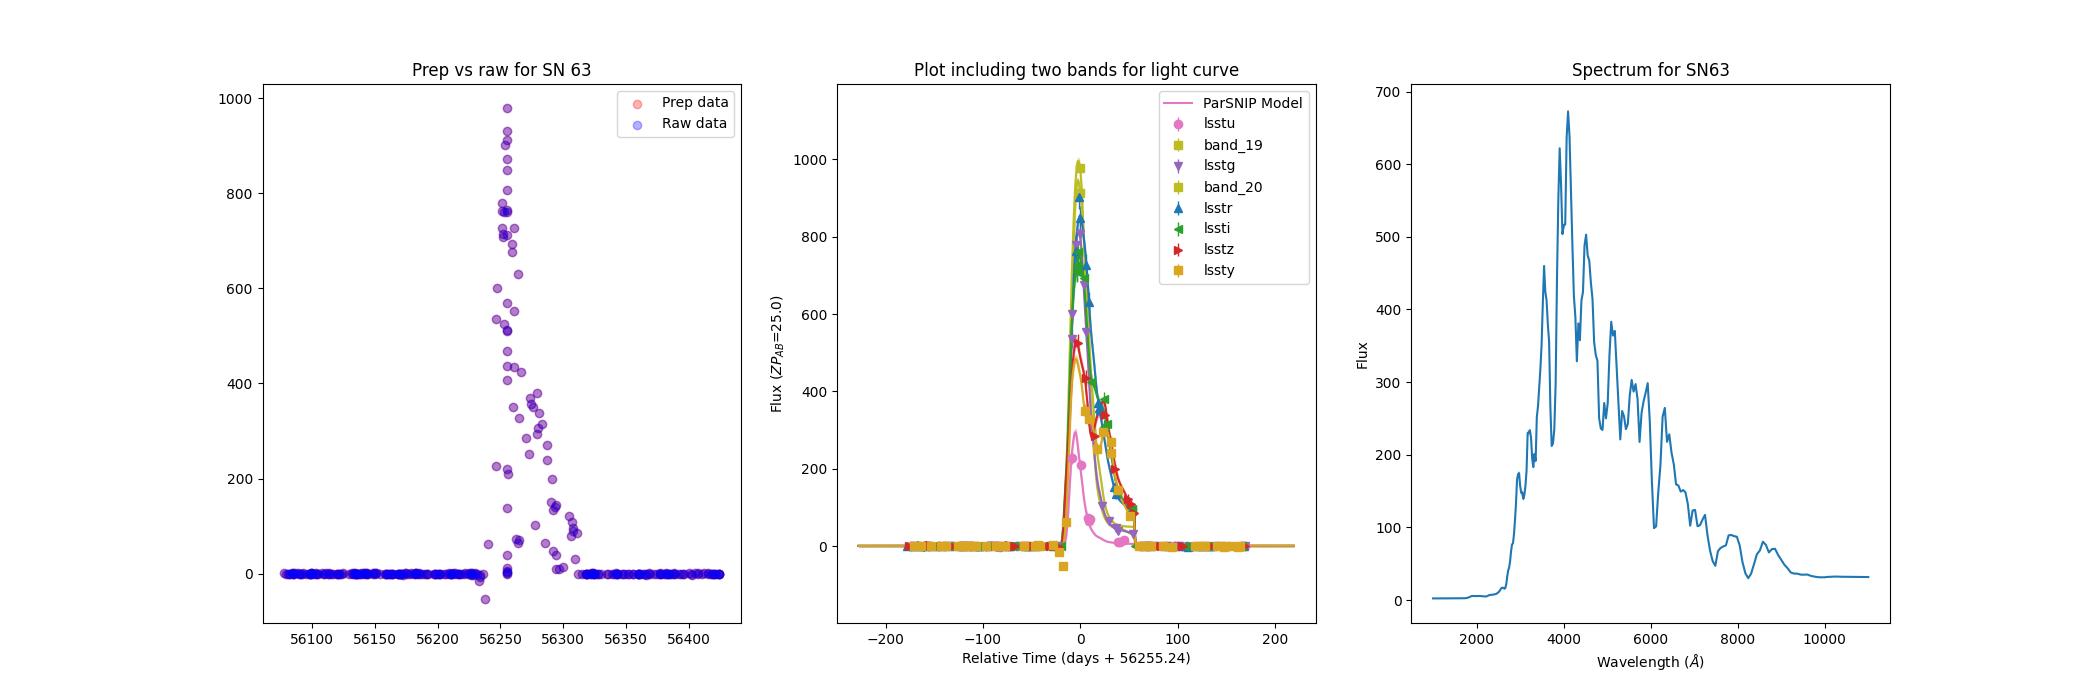 Prep vs raw for SN 63
1000
800
600
400
200
0
56100
56150
56200
56250
56300
56350
56400
Prep data
Raw data
Plot including two bands for light curve
Flux (ZP_AB=25.0)
1000
800
600
400
200
0
−200
−100
0
100
200
Relative Time (days + 56255.24)
ParSNIP Model
lsstu
band_19
lsstg
band_20
lsstr
lssti
lsstz
lssty
Spectrum for SN63
Flux
700
600
500
400
300
200
100
0
2000
4000
6000
8000
10000
Wavelength (Å)